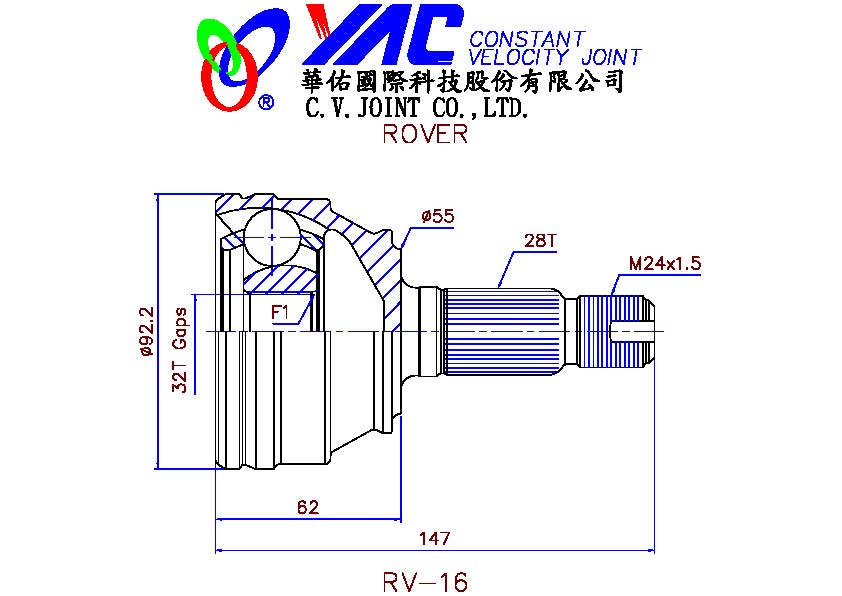 YAC CONSTANT
VELOCITY JOINT
®
華佑國際科技股份有限公司
C.V.JOINT CO.,LTD.
ROVER
ø55
28T
M24x1.5
F1
ø92.2
32T Gaps
62
147
RV-16